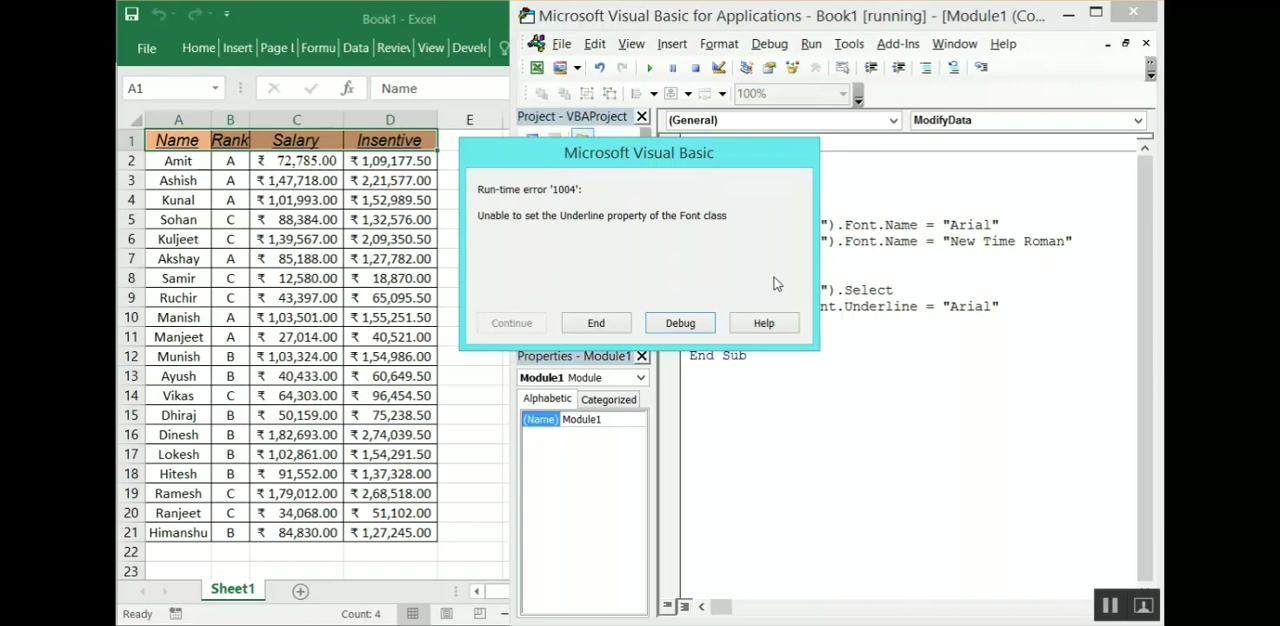 Book1 - Excel
File Home Insert Page L Formu Data Reviev View Develc
A1 Name
A B C D E
1 Name Rank Salary Insentive
2 Amit A ₹ 72,785.00 ₹ 1,09,177.50
3 Ashish A ₹ 1,47,718.00 ₹ 2,21,577.00
4 Kunal A ₹ 1,01,993.00 ₹ 1,52,989.50
5 Sohan C ₹ 88,384.00 ₹ 1,32,576.00
6 Kuljeet C ₹ 1,39,567.00 ₹ 2,09,350.50
7 Akshay A ₹ 85,188.00 ₹ 1,27,782.00
8 Samir C ₹ 12,580.00 ₹ 18,870.00
9 Ruchir C ₹ 43,397.00 ₹ 65,095.50
10 Manish A ₹ 1,03,501.00 ₹ 1,55,251.50
11 Manjeet A ₹ 27,014.00 ₹ 40,521.00
12 Munish B ₹ 1,03,324.00 ₹ 1,54,986.00
13 Ayush B ₹ 40,433.00 ₹ 60,649.50
14 Vikas C ₹ 64,303.00 ₹ 96,454.50
15 Dhiraj B ₹ 50,159.00 ₹ 75,238.50
16 Dinesh B ₹ 1,82,693.00 ₹ 2,74,039.50
17 Lokesh B ₹ 1,02,861.00 ₹ 1,54,291.50
18 Hitesh B ₹ 91,552.00 ₹ 1,37,328.00
19 Ramesh C ₹ 1,79,012.00 ₹ 2,68,518.00
20 Ranjeet C ₹ 34,068.00 ₹ 51,102.00
21 Himanshu B ₹ 84,830.00 ₹ 1,27,245.00
22
23
Sheet1
Ready Count: 4
Microsoft Visual Basic for Applications - Book1 [running] - [Module1 (Co...
File Edit View Insert Format Debug Run Tools Add-Ins Window Help
100%
Project - VBAProject
(General) ModifyData
").Font.Name = "Arial"
").Font.Name = "New Time Roman"
").Select
nt.Underline = "Arial"
End Sub
Microsoft Visual Basic
Run-time error '1004':
Unable to set the Underline property of the Font class
Continue End Debug Help
Properties - Module1
Module1 Module
Alphabetic Categorized
(Name) Module1